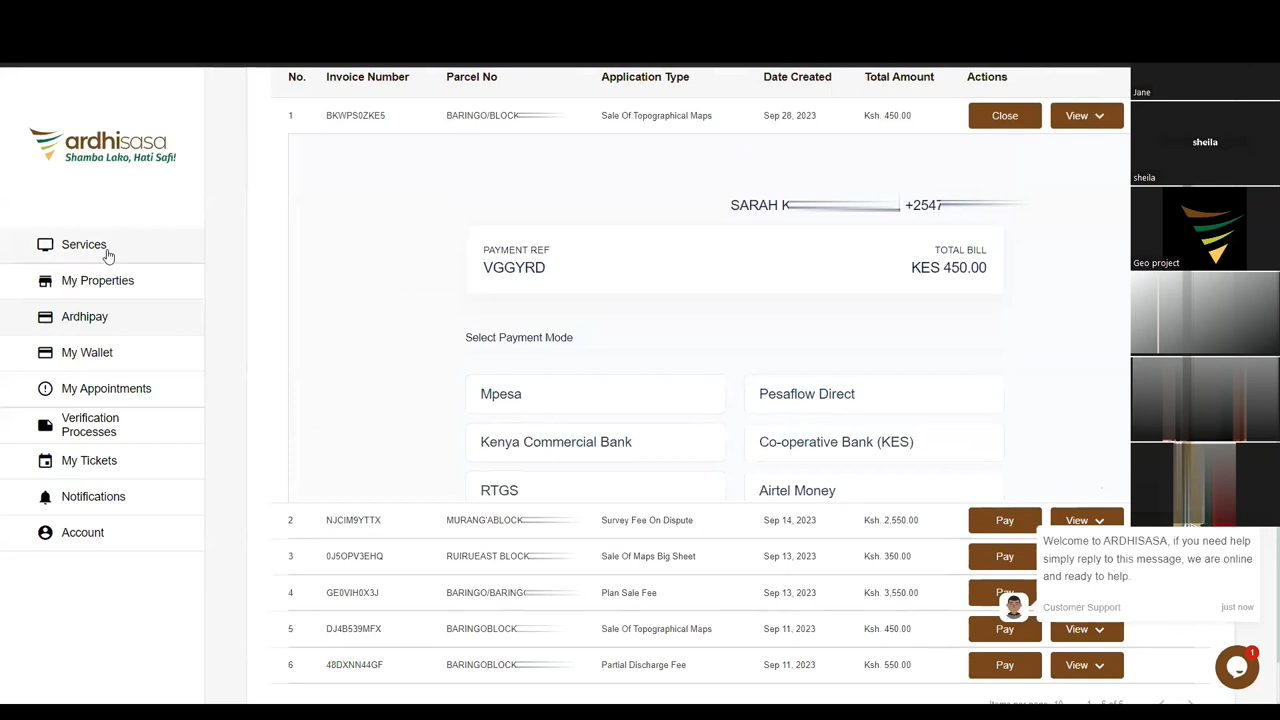 No. Invoice Number Parcel No Application Type Date Created Total Amount Actions
1 BKWPS0ZKE5 BARINGO/BLOCK Sale Of Topographical Maps Sep 28, 2023 Ksh. 450.00 Close View
ardhisasa
Shamba Lako, Hati Safi!
Services
My Properties
Ardhipay
My Wallet
My Appointments
Verification
Processes
My Tickets
Notifications
Account
SARAH K +2547
PAYMENT REF TOTAL BILL
VGGYRD KES 450.00
Select Payment Mode
Mpesa Pesaflow Direct
Kenya Commercial Bank Co-operative Bank (KES)
RTGS Airtel Money
2 NJCIM9YTTX MURANG'ABLOCK Survey Fee On Dispute Sep 14, 2023 Ksh. 2,550.00 Pay View
3 0J5OPV3EHQ RUIRUEAST BLOCK Sale Of Maps Big Sheet Sep 13, 2023 Ksh. 350.00 Pay
4 GE0VIH0X3J BARINGO/BARING Plan Sale Fee Sep 13, 2023 Ksh. 3,550.00 Pay
5 DJ4B539MFX BARINGOBLOCK Sale Of Topographical Maps Sep 11, 2023 Ksh. 450.00 Pay View
6 48DXNN44GF BARINGOBLOCK Partial Discharge Fee Sep 11, 2023 Ksh. 550.00 Pay View
Jane
sheila
sheila
Geo project
Welcome to ARDHISASA, if you need help
simply reply to this message, we are online
and ready to help.
Customer Support just now
1